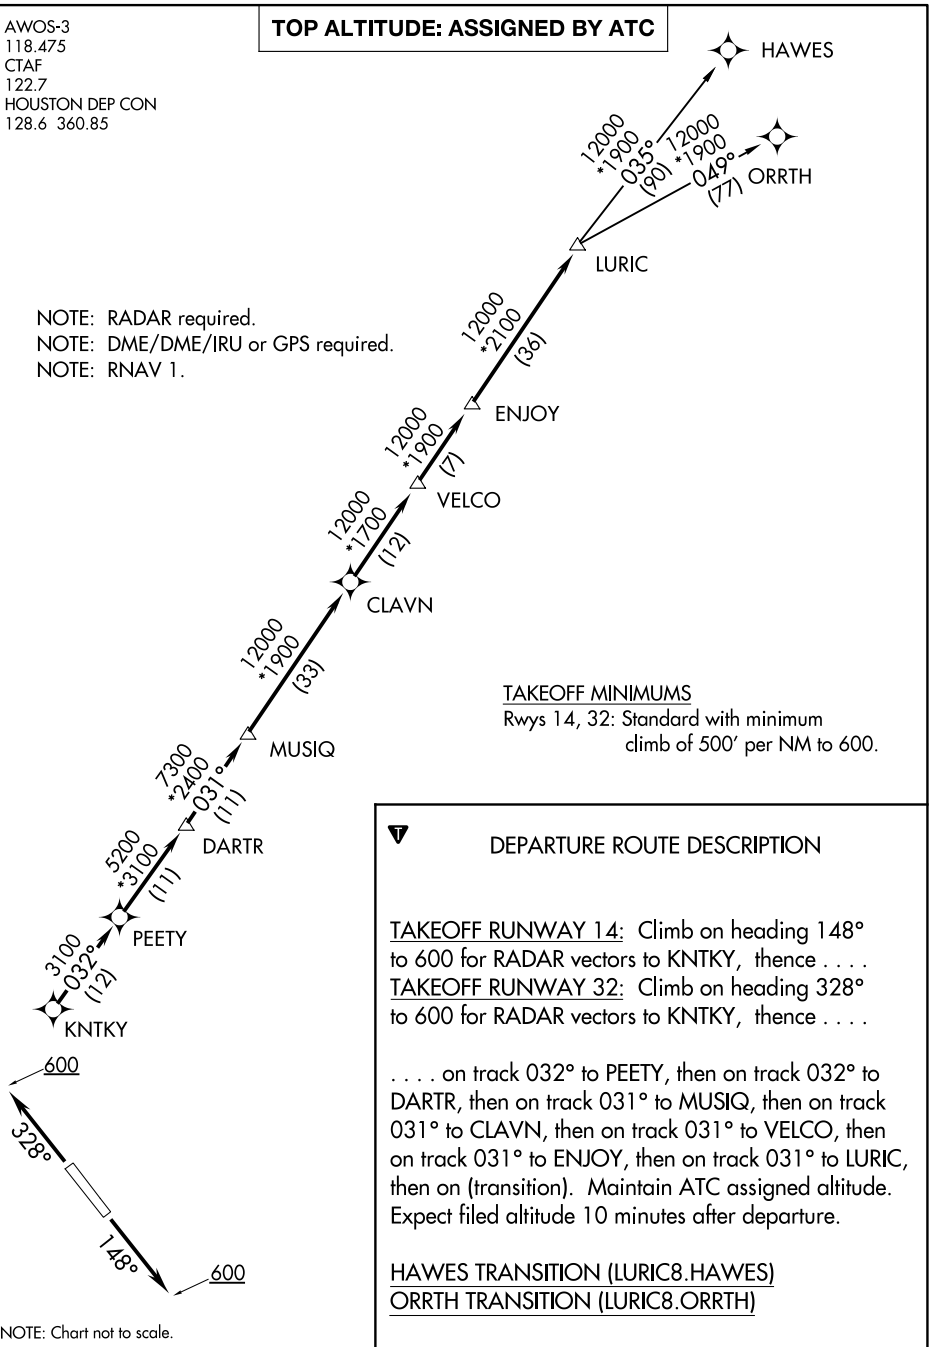 AWOS-3
118.475
CTAF
122.7
HOUSTON DEP CON
128.6 360.85
TOP ALTITUDE: ASSIGNED BY ATC
HAWES
12000
*1900
035°
(90)
12000
*1900
049°
(77)
ORRTH
LURIC
NOTE: RADAR required.
NOTE: DME/DME/IRU or GPS required.
NOTE: RNAV 1.
12000
*2100
(36)
ENJOY
12000
*1900
(7)
VELCO
12000
*1700
(12)
CLAVN
12000
*1900
(33)
MUSIQ
TAKEOFF MINIMUMS
Rwys 14, 32: Standard with minimum
climb of 500' per NM to 600.
7300
*2400
031°
(11)
DARTR
5200
*3100
(11)
PEETY
3100
032°
(12)
KNTKY
600
328°
148°
600
NOTE: Chart not to scale.
T
DEPARTURE ROUTE DESCRIPTION
TAKEOFF RUNWAY 14: Climb on heading 148°
to 600 for RADAR vectors to KNTKY, thence . . . .
TAKEOFF RUNWAY 32: Climb on heading 328°
to 600 for RADAR vectors to KNTKY, thence . . . .
. . . . on track 032° to PEETY, then on track 032° to
DARTR, then on track 031° to MUSIQ, then on track
031° to CLAVN, then on track 031° to VELCO, then
on track 031° to ENJOY, then on track 031° to LURIC,
then on (transition). Maintain ATC assigned altitude.
Expect filed altitude 10 minutes after departure.
HAWES TRANSITION (LURIC8.HAWES)
ORRTH TRANSITION (LURIC8.ORRTH)